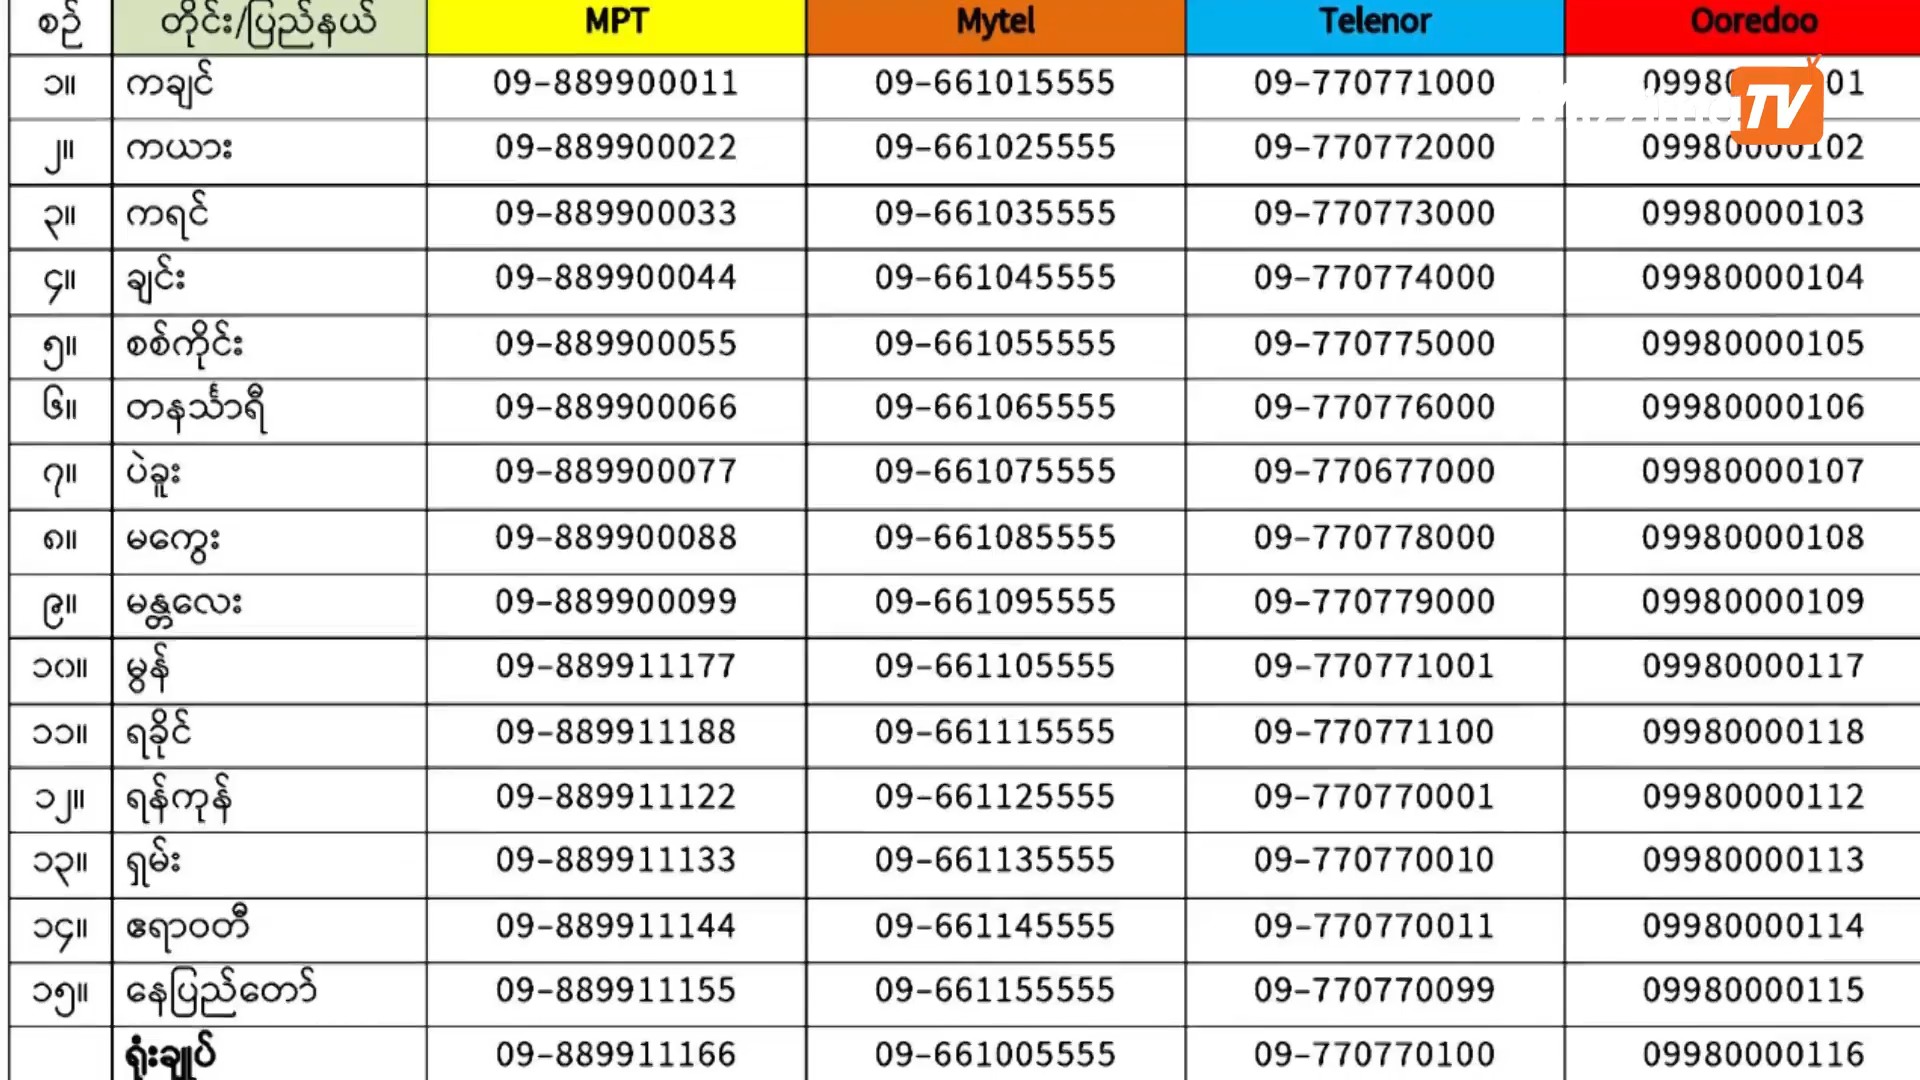 စဉ် တိုင်း/ပြည်နယ် MPT Mytel Telenor Ooredoo
၁။ ကချင် 09-889900011 09-661015555 09-770771000
TV
၂။ ကယား 09-889900022 09-661025555 09-770772000 09980000102
၃။ ကရင် 09-889900033 09-661035555 09-770773000 09980000103
၄။ ချင်း 09-889900044 09-661045555 09-770774000 09980000104
၅။ စစ်ကိုင်း 09-889900055 09-661055555 09-770775000 09980000105
၆။ တနင်္သာရီ 09-889900066 09-661065555 09-770776000 09980000106
၇။ ပဲခူး 09-889900077 09-661075555 09-770677000 09980000107
၈။ မကွေး 09-889900088 09-661085555 09-770778000 09980000108
၉။ မန္တလေး 09-889900099 09-661095555 09-770779000 09980000109
၁၀။ မွန် 09-889911177 09-661105555 09-770771001 09980000117
၁၁။ ရခိုင် 09-889911188 09-661115555 09-770771100 09980000118
၁၂။ ရန်ကုန် 09-889911122 09-661125555 09-770770001 09980000112
၁၃။ ရှမ်း 09-889911133 09-661135555 09-770770010 09980000113
၁၄။ ဧရာဝတီ 09-889911144 09-661145555 09-770770011 09980000114
၁၅။ နေပြည်တော် 09-889911155 09-661155555 09-770770099 09980000115
ရုံးချုပ် 09-889911166 09-661005555 09-770770100 09980000116